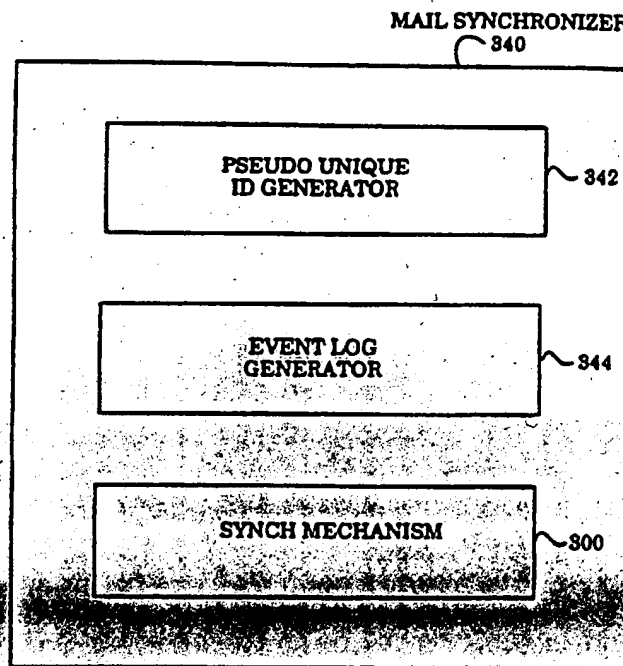 MAIL SYNCHRONIZER
340
PSEUDO UNIQUE
ID GENERATOR
342
EVENT LOG
GENERATOR
344
SYNCH MECHANISM
300